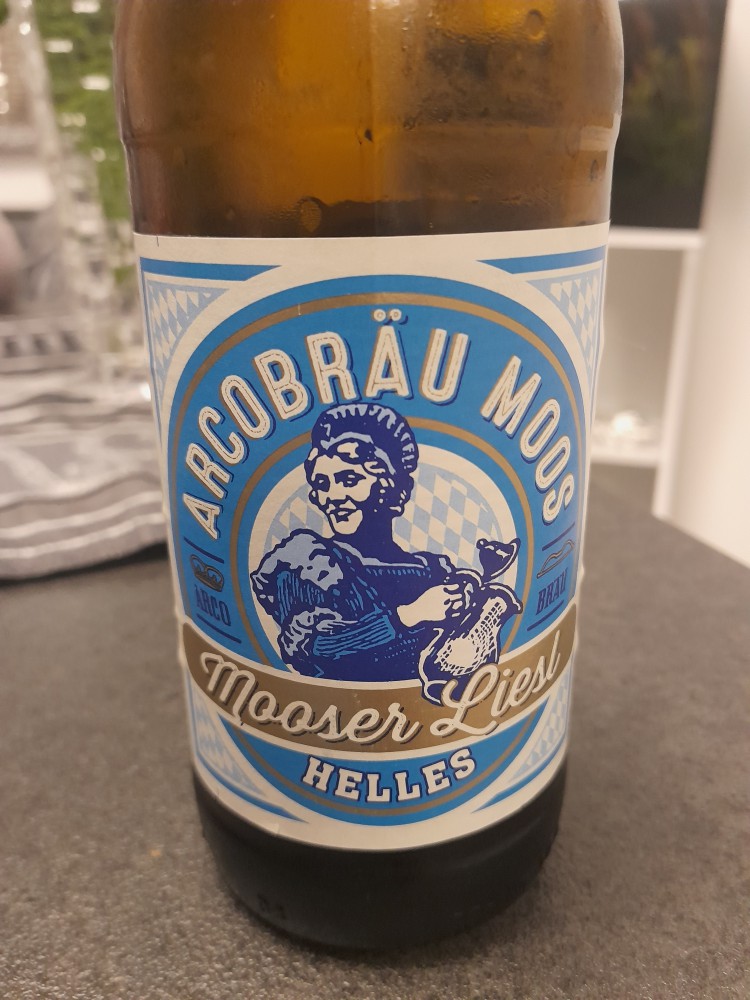 ARCOBRÄU MOOS
ARCO
BRÄU
Mooser Liesl
HELLES